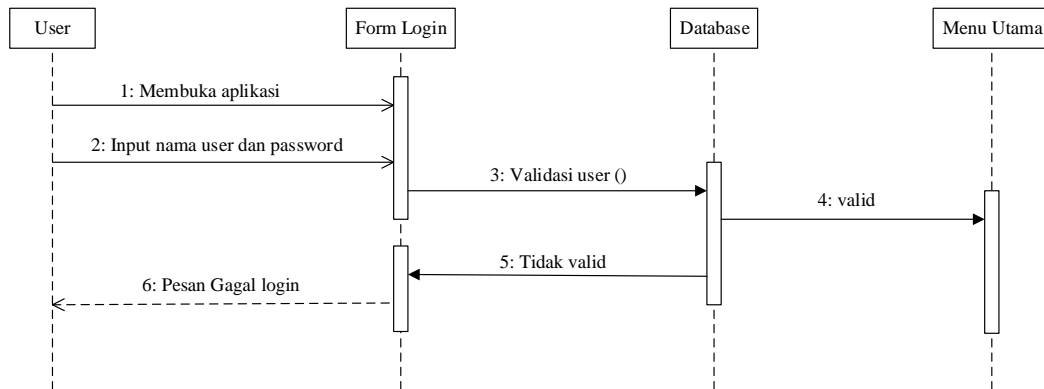 User
Form Login
Database
Menu Utama
1: Membuka aplikasi
2: Input nama user dan password
3: Validasi user ()
4: valid
5: Tidak valid
6: Pesan Gagal login